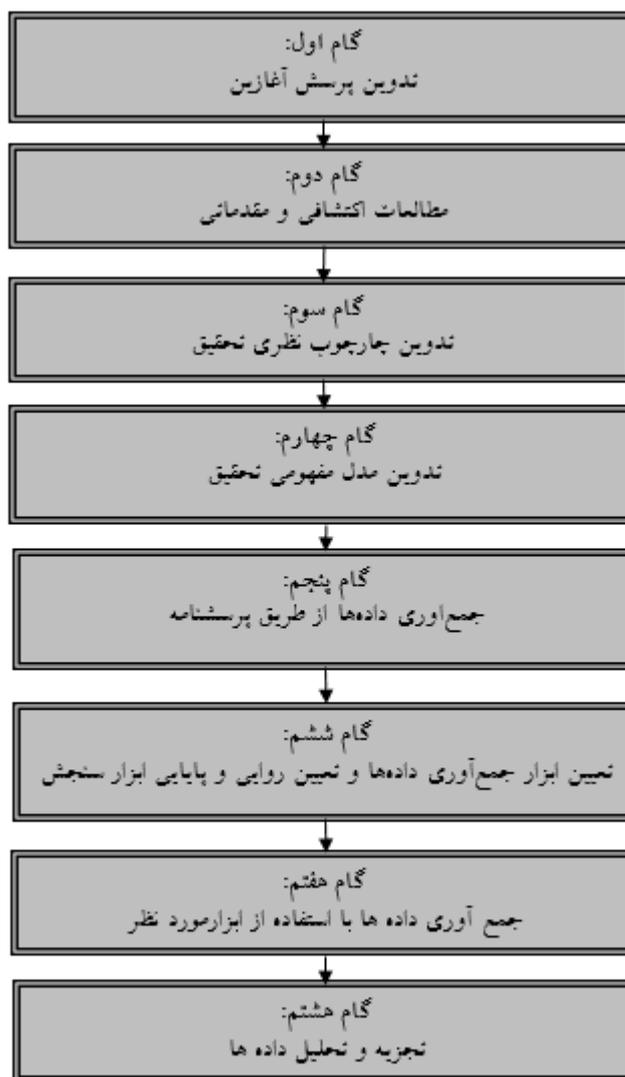 گام اول:
تدوین پرسش آغازین
گام دوم:
مطالعات اکتشافی و مقدماتی
گام سوم:
تدوین چارچوب نظری تحقیق
گام چهارم:
تدوین مدل مفهومی تحقیق
گام پنجم:
جمع‌اوری داده‌ها از طریق پرسشنامه
گام ششم:
تعیین ابزار جمع‌آوری داده‌ها و تعیین روایی و پایایی ابزار سنجش
گام هفتم:
جمع آوری داده ها با استفاده از ابزارمورد نظر
گام هشتم:
تجزیه و تحلیل داده ها